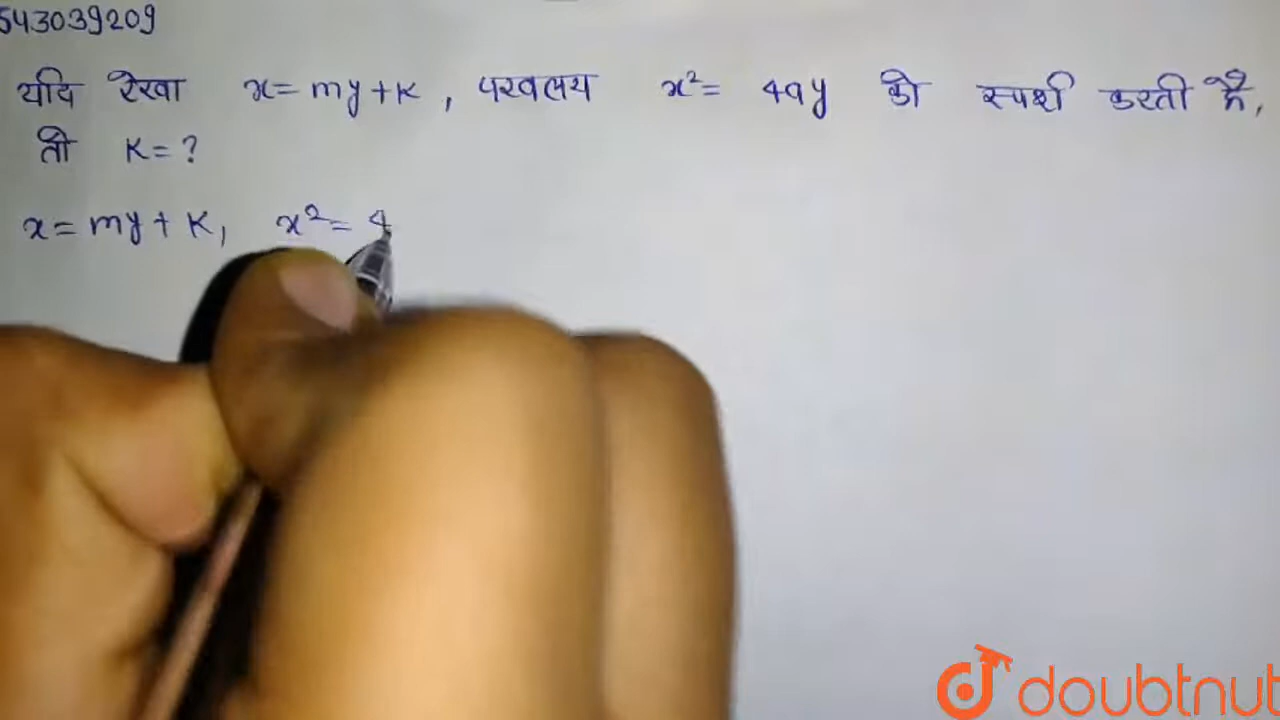 543039209
यदि रेखा x = my + K , परवलय x² = 4ay को स्पर्श करती है,
तो K = ?
x = my + K, x² = 4
doubtnut